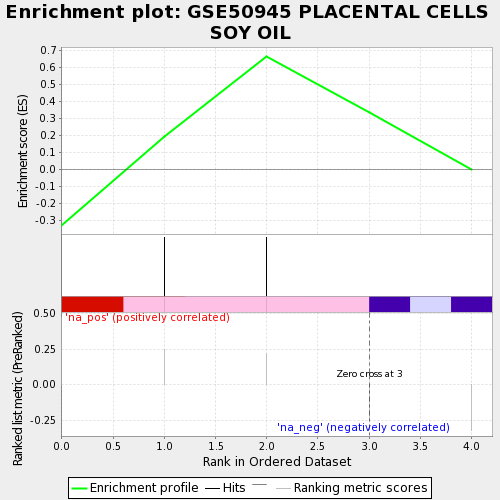 Enrichment plot: GSE50945 PLACENTAL CELLS
SOY OIL
Enrichment score (ES)
0.7
0.6
0.5
0.4
0.3
0.2
0.1
0.0
-0.1
-0.2
-0.3
Ranked list metric (PreRanked)
0.50
0.25
0.00
-0.25
'na_pos' (positively correlated)
Zero cross at 3
'na_neg' (negatively correlated)
0.0 0.5 1.0 1.5 2.0 2.5 3.0 3.5 4.0
Rank in Ordered Dataset
Enrichment profile Hits Ranking metric scores